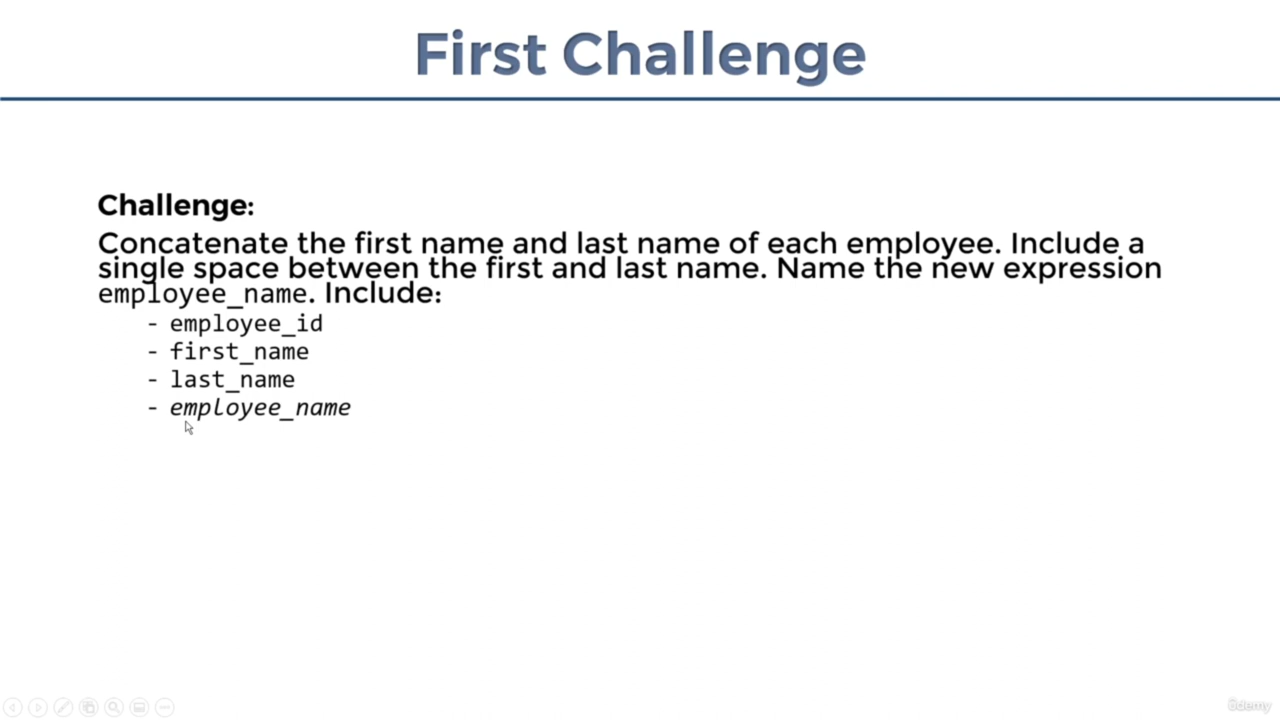 First Challenge
Challenge:
Concatenate the first name and last name of each employee. Include a
single space between the first and last name. Name the new expression
employee_name. Include:
- employee_id
- first_name
- last_name
- employee_name
ûdemy